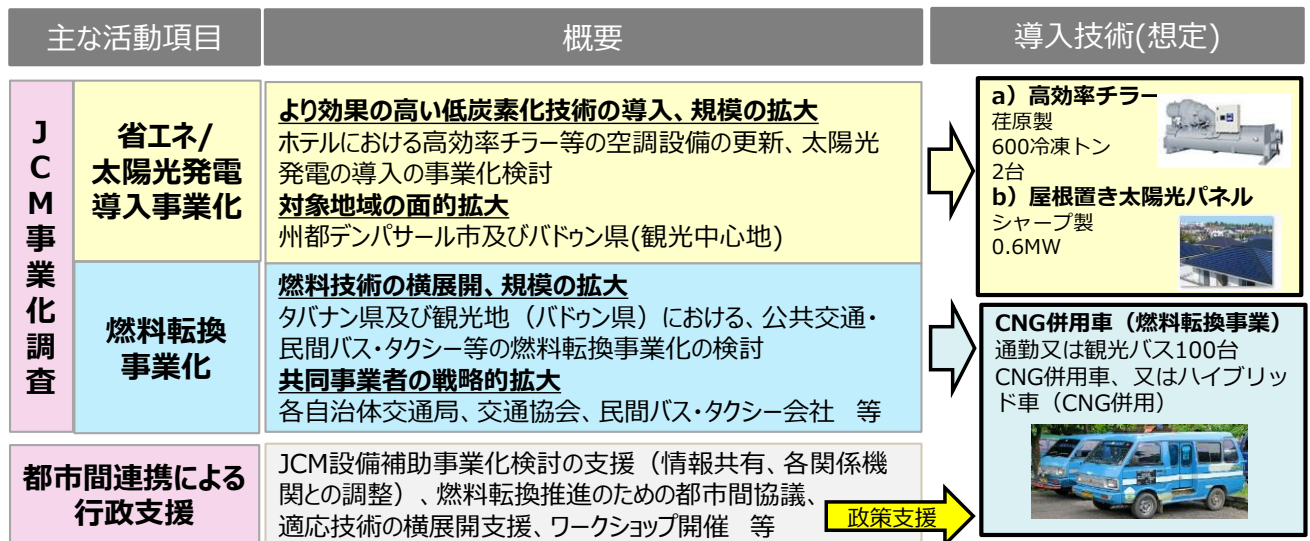 主な活動項目
概要
導入技術(想定)
JCM事業化調査
省エネ/
太陽光発電
導入事業化
より効果の高い低炭素化技術の導入、規模の拡大
ホテルにおける高効率チラー等の空調設備の更新、太陽光
発電の導入の事業化検討
対象地域の面的拡大
州都デンパサール市及びバドゥン県(観光中心地)
a）高効率チラー
荏原製
600冷凍トン
2台
b）屋根置き太陽光パネル
シャープ製
0.6MW
燃料転換
事業化
燃料技術の横展開、規模の拡大
タバナン県及び観光地（バドゥン県）における、公共交通・
民間バス・タクシー等の燃料転換事業化の検討
共同事業者の戦略的拡大
各自治体交通局、交通協会、民間バス・タクシー会社　等
CNG併用車（燃料転換事業）
通勤又は観光バス100台
CNG併用車、又はハイブリッ
ド車（CNG併用）
都市間連携による
行政支援
JCM設備補助事業化検討の支援（情報共有、各関係機
関との調整）、燃料転換推進のための都市間協議、
適応技術の横展開支援、ワークショップ開催　等
政策支援